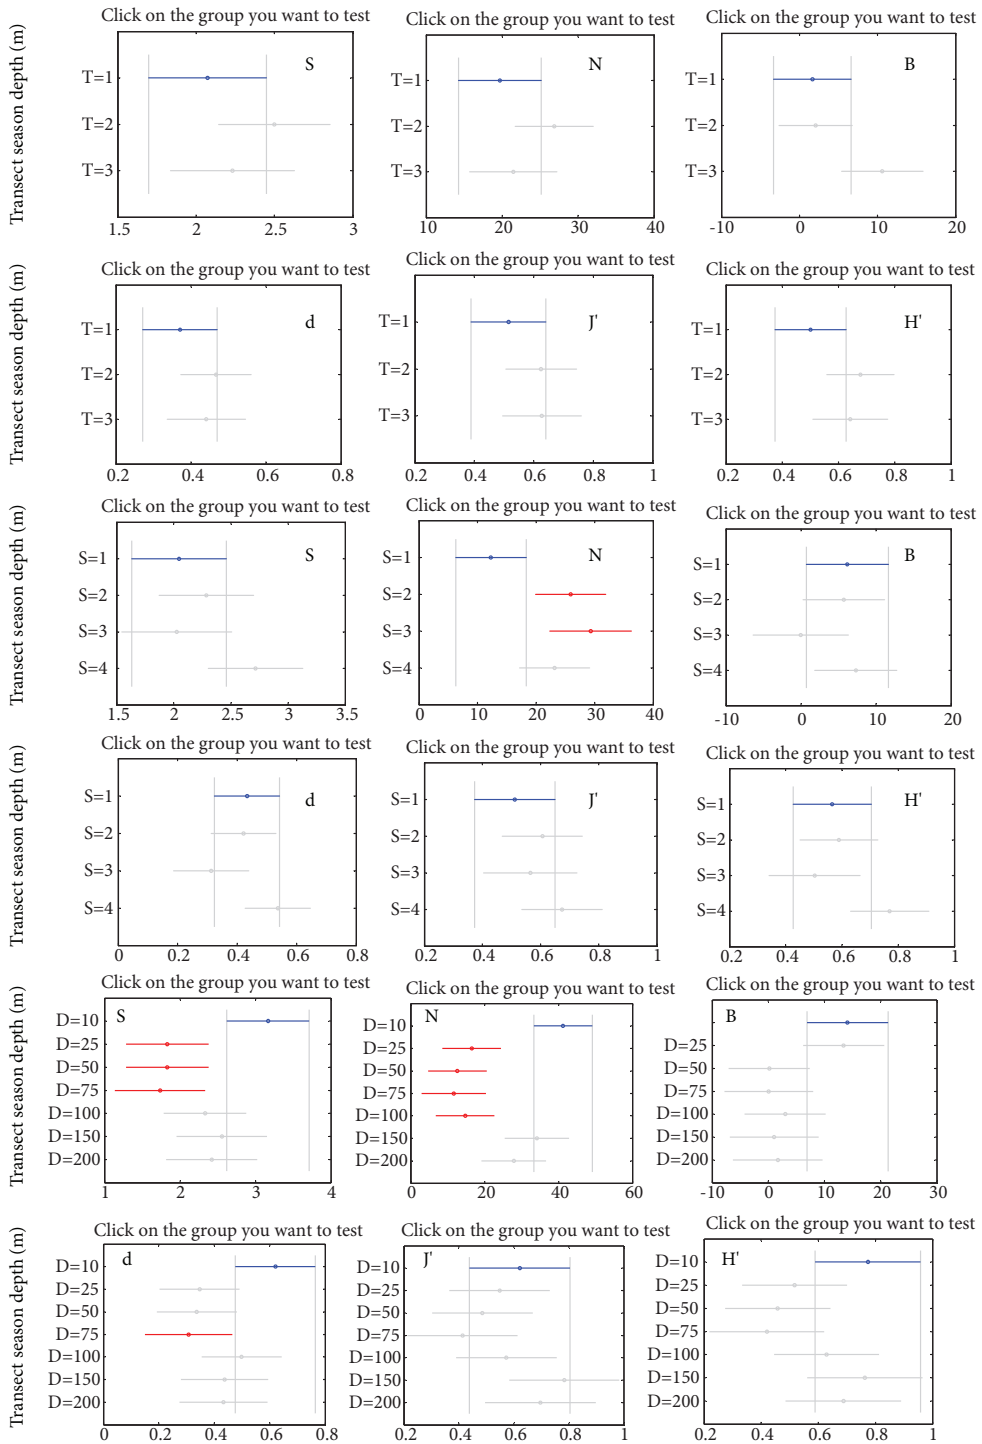 Click on the group you want to test
Click on the group you want to test
Click on the group you want to test
Transect season depth (m)
S
T=1
T=2
T=3
1.5 2 2.5 3
N
T=1
T=2
T=3
10 20 30 40
B
T=1
T=2
T=3
-10 0 10 20
Click on the group you want to test
Click on the group you want to test
Click on the group you want to test
Transect season depth (m)
d
T=1
T=2
T=3
0.2 0.4 0.6 0.8
J'
T=1
T=2
T=3
0.2 0.4 0.6 0.8 1
H'
T=1
T=2
T=3
0.2 0.4 0.6 0.8 1
Click on the group you want to test
Click on the group you want to test
Click on the group you want to test
Transect season depth (m)
S
S=1
S=2
S=3
S=4
1.5 2 2.5 3 3.5
N
S=1
S=2
S=3
S=4
0 10 20 30 40
B
S=1
S=2
S=3
S=4
-10 0 10 20
Click on the group you want to test
Click on the group you want to test
Click on the group you want to test
Transect season depth (m)
d
S=1
S=2
S=3
S=4
0 0.2 0.4 0.6 0.8
J'
S=1
S=2
S=3
S=4
0.2 0.4 0.6 0.8 1
H'
S=1
S=2
S=3
S=4
0.2 0.4 0.6 0.8 1
Click on the group you want to test
Click on the group you want to test
Click on the group you want to test
Transect season depth (m)
S
D=10
D=25
D=50
D=75
D=100
D=150
D=200
1 2 3 4
N
D=10
D=25
D=50
D=75
D=100
D=150
D=200
0 20 40 60
B
D=25
D=50
D=75
D=100
D=150
D=200
-10 0 10 20 30
Click on the group you want to test
Click on the group you want to test
Click on the group you want to test
Transect season depth (m)
d
D=10
D=25
D=50
D=75
D=100
D=150
D=200
0 0.2 0.4 0.6 0.8
J'
D=10
D=25
D=50
D=75
D=100
D=150
D=200
0.2 0.4 0.6 0.8 1
H'
D=10
D=25
D=50
D=75
D=100
D=150
D=200
0.2 0.4 0.6 0.8 1